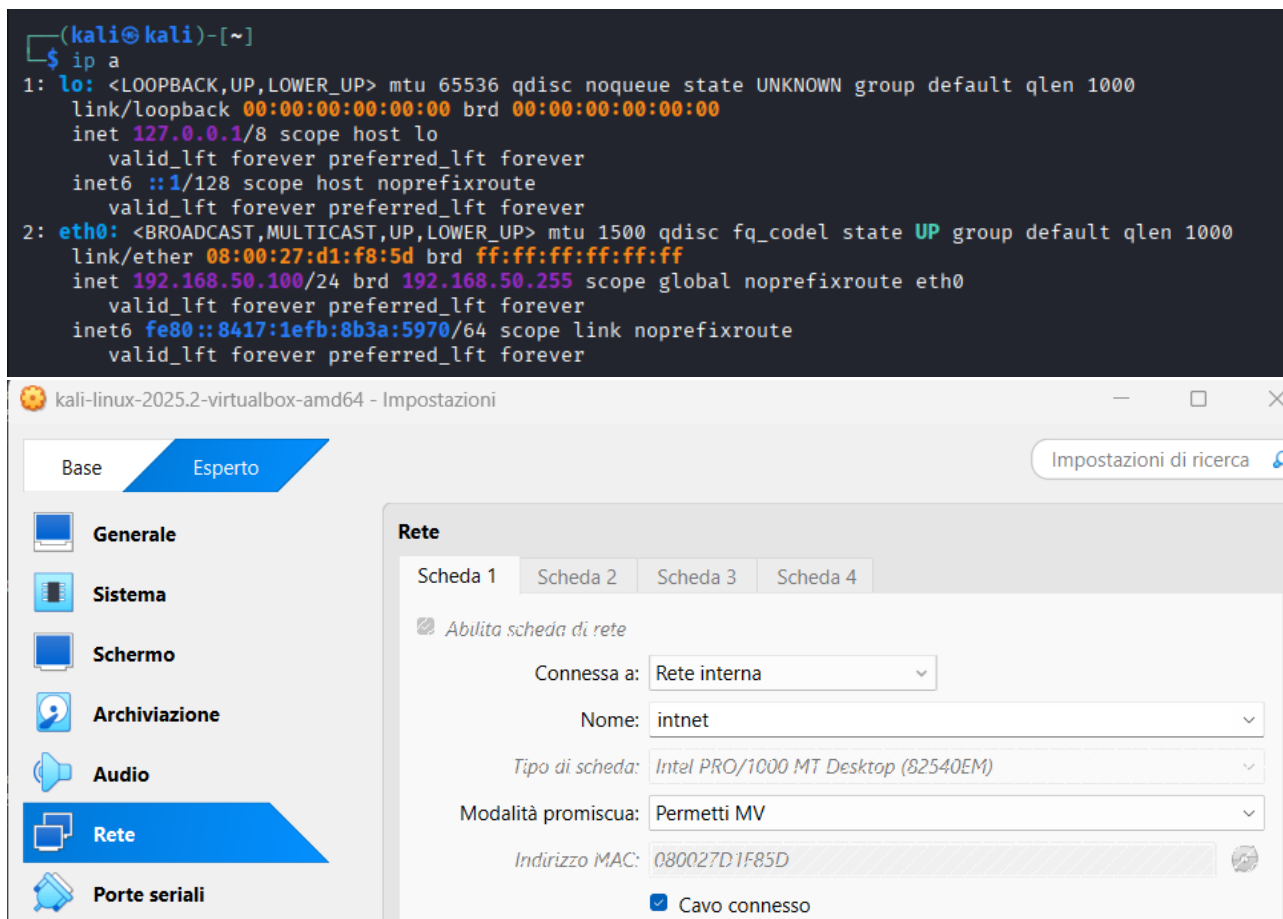 (kali㉿kali)-[~]
$ ip a
1: lo: <LOOPBACK,UP,LOWER_UP> mtu 65536 qdisc noqueue state UNKNOWN group default qlen 1000
link/loopback 00:00:00:00:00:00 brd 00:00:00:00:00:00
inet 127.0.0.1/8 scope host lo
valid_lft forever preferred_lft forever
inet6 ::1/128 scope host noprefixroute
valid_lft forever preferred_lft forever
2: eth0: <BROADCAST,MULTICAST,UP,LOWER_UP> mtu 1500 qdisc fq_codel state UP group default qlen 1000
link/ether 08:00:27:d1:f8:5d brd ff:ff:ff:ff:ff:ff
inet 192.168.50.100/24 brd 192.168.50.255 scope global noprefixroute eth0
valid_lft forever preferred_lft forever
inet6 fe80::8417:1efb:8b3a:5970/64 scope link noprefixroute
valid_lft forever preferred_lft forever
kali-linux-2025.2-virtualbox-amd64 - Impostazioni
Base Esperto
Impostazioni di ricerca
Generale
Sistema
Schermo
Archiviazione
Audio
Rete
Porte seriali
Rete
Scheda 1 Scheda 2 Scheda 3 Scheda 4
Abilita scheda di rete
Connessa a: Rete interna
Nome: intnet
Tipo di scheda: Intel PRO/1000 MT Desktop (82540EM)
Modalità promiscua: Permetti MV
Indirizzo MAC: 080027D1F85D
Cavo connesso